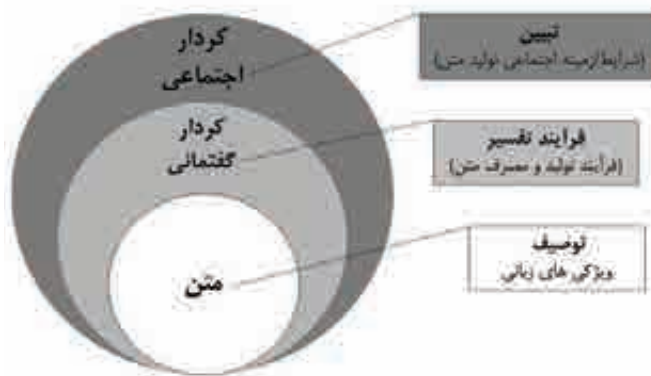 کردار
اجتماعی
کردار
گفتمانی
متن
تبیین
(شرایط/زمینه اجتماعی تولید متن)
فرآیند تفسیر
(فرآیند تولید و مصرف متن)
توصیف
ویژگی های زبانی